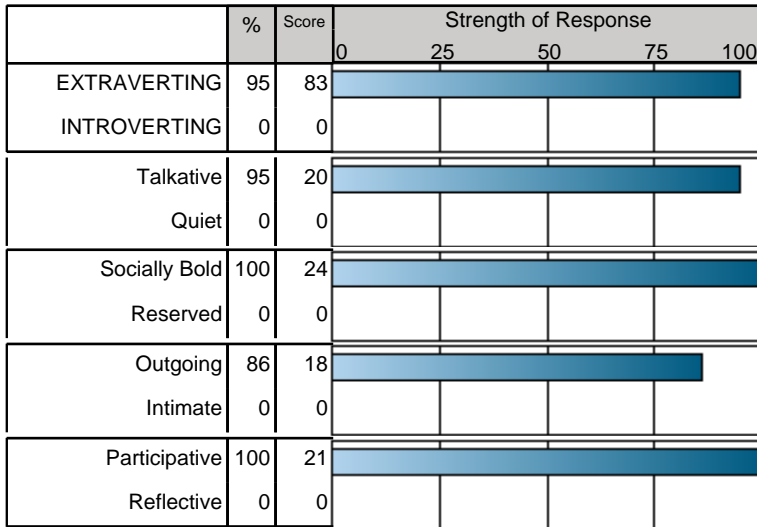 % Score Strength of Response
0 25 50 75 100
EXTRAVERTING 95 83
INTROVERTING 0 0
Talkative 95 20
Quiet 0 0
Socially Bold 100 24
Reserved 0 0
Outgoing 86 18
Intimate 0 0
Participative 100 21
Reflective 0 0